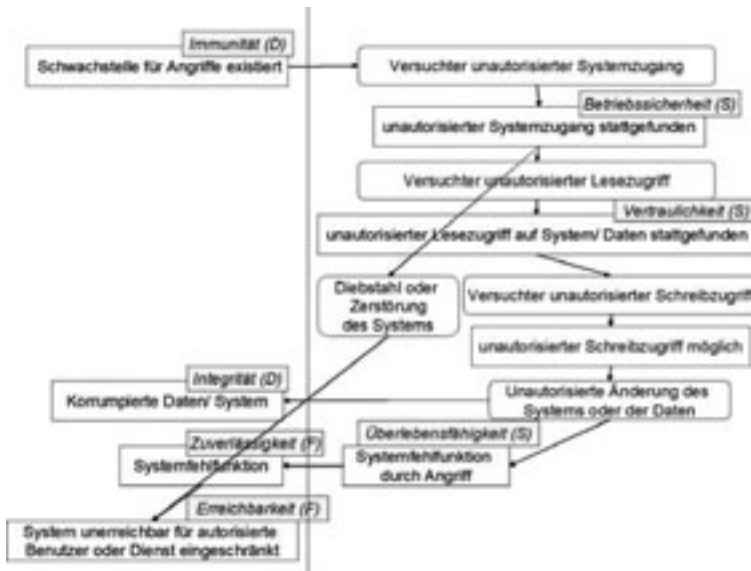 Immunität (D)
Schwachstelle für Angriffe existiert
Versuchter unautorisierter Systemzugang
Betriebssicherheit (S)
unautorisierter Systemzugang stattgefunden
Versuchter unautorisierter Lesezugriff
Vertraulichkeit (S)
unautorisierter Lesezugriff auf System/ Daten stattgefunden
Diebstahl oder
Zerstörung
des Systems
Versuchter unautorisierter Schreibzugriff
unautorisierter Schreibzugriff möglich
Integrität (D)
Korrumpierte Daten/ System
Unautorisierte Änderung des
Systems oder der Daten
Überlebensfähigkeit (S)
Systemfehlfunktion
durch Angriff
Zuverlässigkeit (F)
Systemfehlfunktion
Erreichbarkeit (F)
System unerreichbar für autorisierte
Benutzer oder Dienst eingeschränkt